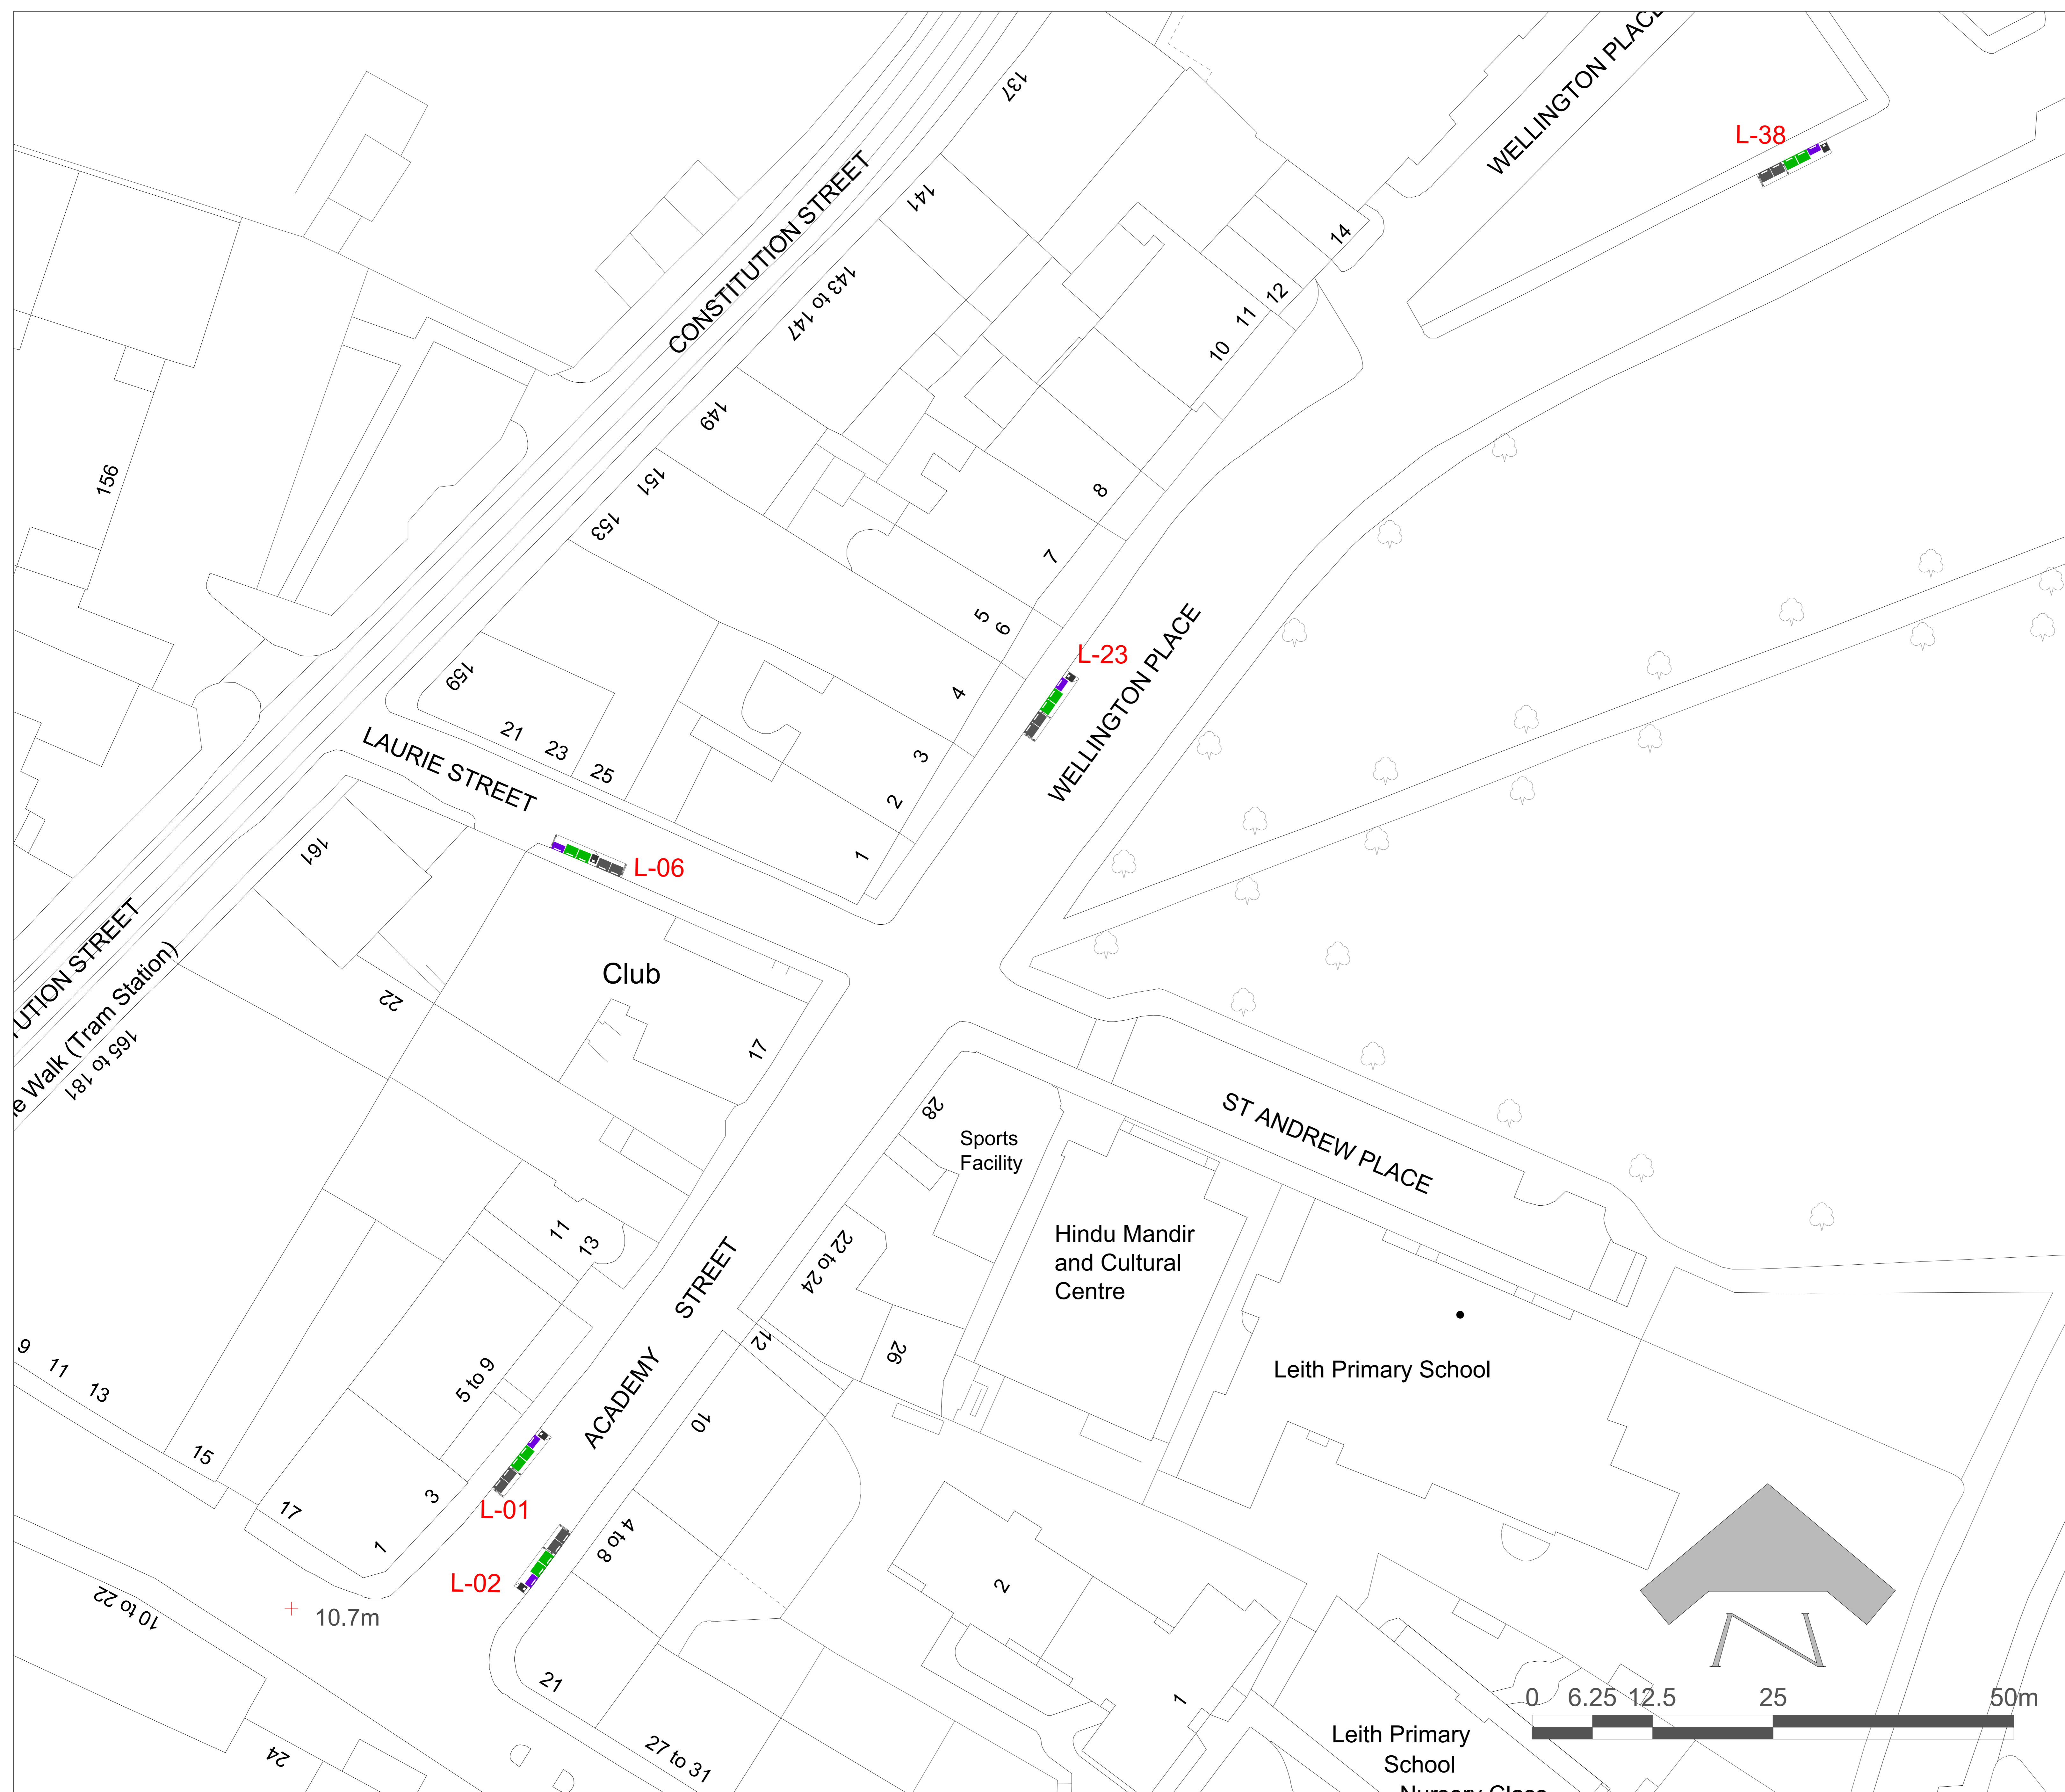 WELLINGTON PLACE
137
L-38
CONSTITUTION STREET
141
14
143 to 147
12
11
10
149
156
151
8
153
7
5
6
L-23
WELLINGTON PLACE
159
4
21
23
25
3
LAURIE STREET
2
161
1
L-06
Club
22
TUTION STREET
e Walk (Tram Station)
165 to 181
17
28
Sports
Facility
ST ANDREW PLACE
11
13
22 to 24
Hindu Mandir
and Cultural
Centre
STREET
12
26
9
11
13
5 to 9
ACADEMY
Leith Primary School
10
15
17
3
L-01
1
4 to 8
L-02
2
10 to 22
10.7m
N
21
1
0 6.25 12.5 25 50m
24
27 to 31
Leith Primary
School
Nursery Class